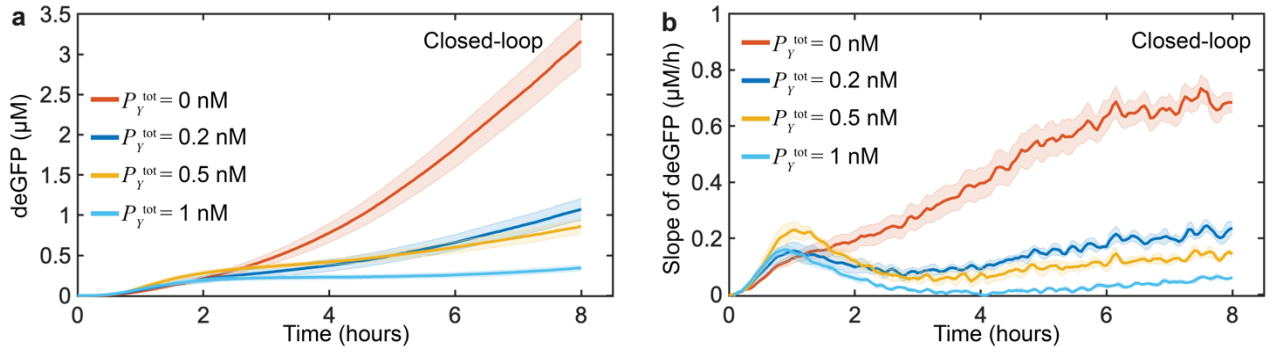 a
3.5
3
2.5
2
1.5
1
0.5
0
deGFP (μM)
Closed-loop
P_Y^tot = 0 nM
P_Y^tot = 0.2 nM
P_Y^tot = 0.5 nM
P_Y^tot = 1 nM
0 2 4 6 8
Time (hours)
b
1
0.8
0.6
0.4
0.2
0
Slope of deGFP (μM/h)
Closed-loop
P_Y^tot = 0 nM
P_Y^tot = 0.2 nM
P_Y^tot = 0.5 nM
P_Y^tot = 1 nM
0 2 4 6 8
Time (hours)